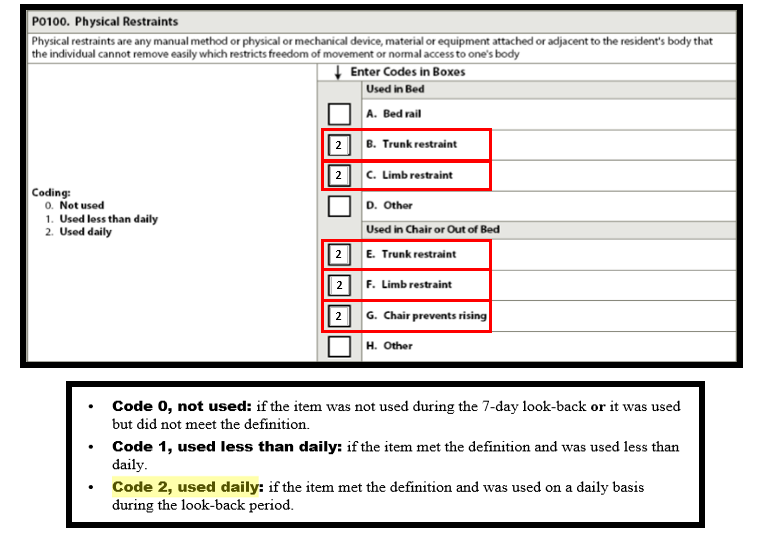 P0100. Physical Restraints
Physical restraints are any manual method or physical or mechanical device, material or equipment attached or adjacent to the resident's body that
the individual cannot remove easily which restricts freedom of movement or normal access to one's body
↓ Enter Codes in Boxes
Used in Bed
A. Bed rail
2 B. Trunk restraint
2 C. Limb restraint
Coding:
0. Not used
1. Used less than daily
2. Used daily
D. Other
Used in Chair or Out of Bed
2 E. Trunk restraint
2 F. Limb restraint
2 G. Chair prevents rising
H. Other
• Code 0, not used: if the item was not used during the 7-day look-back or it was used
but did not meet the definition.
• Code 1, used less than daily: if the item met the definition and was used less than
daily.
• Code 2, used daily: if the item met the definition and was used on a daily basis
during the look-back period.